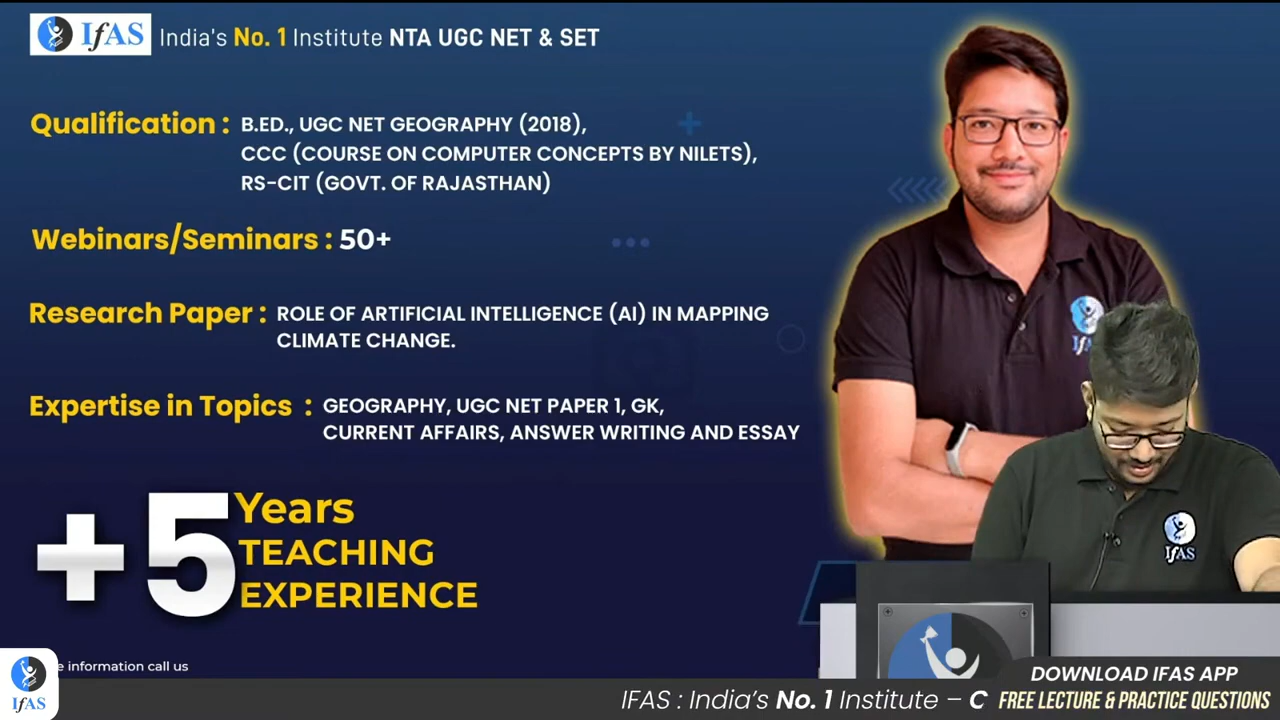 IfAS India's No. 1 Institute NTA UGC NET & SET
Qualification : B.ED., UGC NET GEOGRAPHY (2018),
CCC (COURSE ON COMPUTER CONCEPTS BY NILETS),
RS-CIT (GOVT. OF RAJASTHAN)
Webinars/Seminars : 50+
Research Paper : ROLE OF ARTIFICIAL INTELLIGENCE (AI) IN MAPPING
CLIMATE CHANGE.
Expertise in Topics : GEOGRAPHY, UGC NET PAPER 1, GK,
CURRENT AFFAIRS, ANSWER WRITING AND ESSAY
+5 Years
TEACHING
EXPERIENCE
IfAS
information call us
IfAS
DOWNLOAD IFAS APP
IFAS : India's No. 1 Institute – C
FREE LECTURE & PRACTICE QUESTIONS